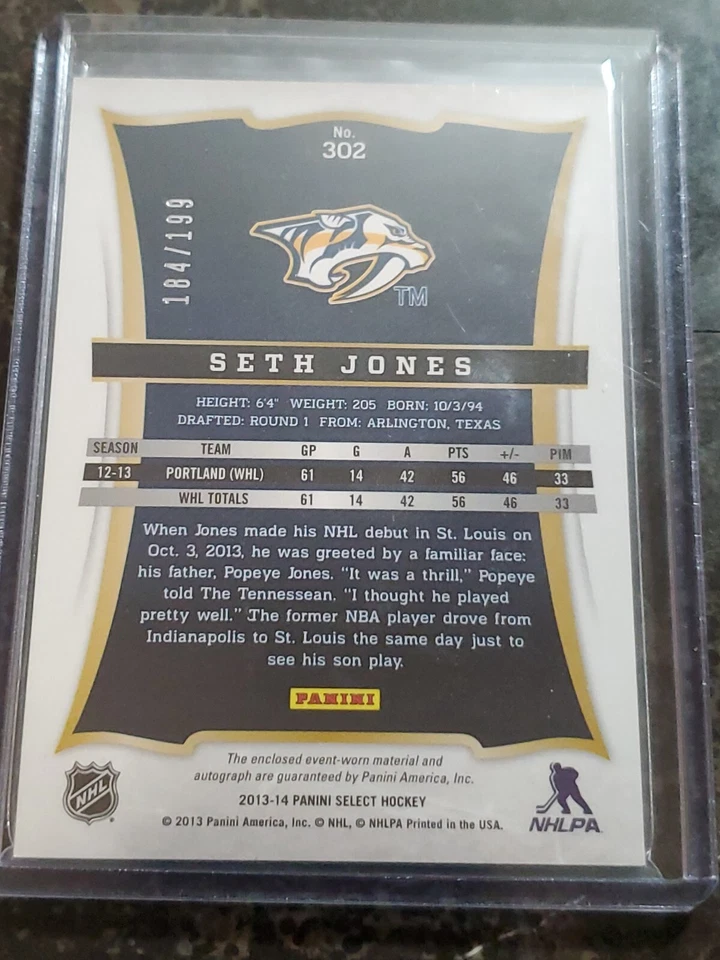 No.
302
184/199
TM
SETH JONES
HEIGHT: 6'4" WEIGHT: 205 BORN: 10/3/94
DRAFTED: ROUND 1 FROM: ARLINGTON, TEXAS
SEASON TEAM GP G A PTS +/- PIM
12-13 PORTLAND (WHL) 61 14 42 56 46 33
WHL TOTALS 61 14 42 56 46 33
When Jones made his NHL debut in St. Louis on
Oct. 3, 2013, he was greeted by a familiar face:
his father, Popeye Jones. "It was a thrill," Popeye
told The Tennessean. "I thought he played
pretty well." The former NBA player drove from
Indianapolis to St. Louis the same day just to
see his son play.
PANINI
The enclosed event-worn material and
autograph are guaranteed by Panini America, Inc.
2013-14 PANINI SELECT HOCKEY
© 2013 Panini America, Inc. © NHL, © NHLPA Printed in the USA.
NHL
NHLPA